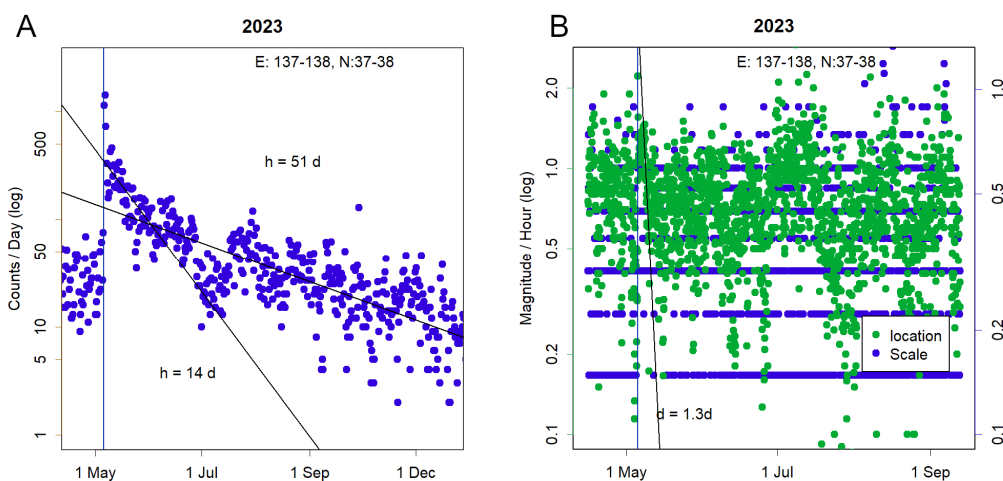 A
2023
E: 137-138, N:37-38
h = 51 d
h = 14 d
Counts / Day (log)
500
50
10
5
1
1 May
1 Jul
1 Sep
1 Dec
B
2023
E: 137-138, N:37-38
Magnitude / Hour (log)
2.0
1.0
0.5
0.2
0.1
1.0
0.5
0.2
0.1
location
Scale
d = 1.3d
1 May
1 Jul
1 Sep